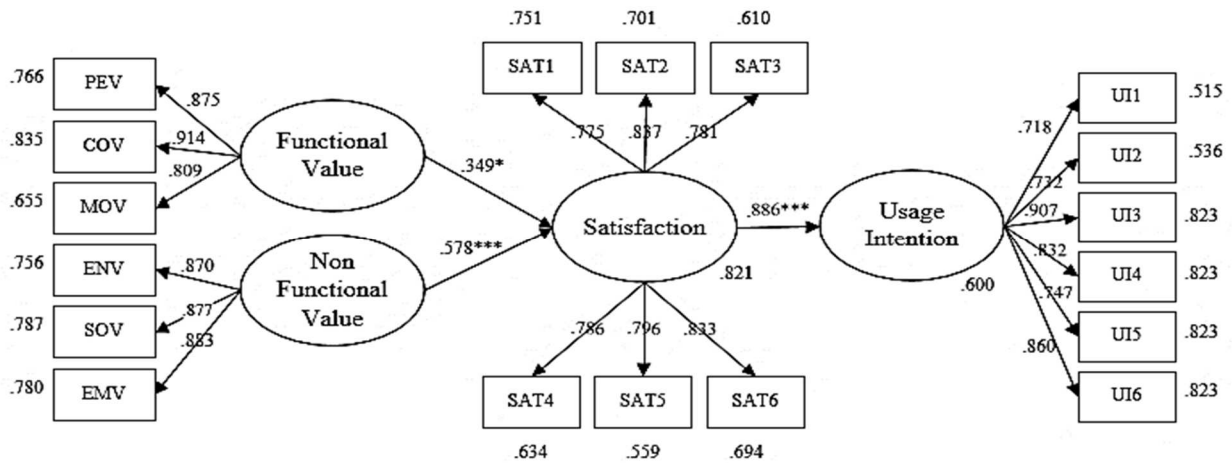 .751
.701
.610
SAT1
SAT2
SAT3
.775
.837
.781
.766
PEV
.875
.835
COV
.914
.655
MOV
.809
Functional
Value
.349*
.756
ENV
.870
.787
SOV
.877
.780
EMV
.883
Non
Functional
Value
.578***
Satisfaction
.821
.886***
Usage
Intention
.600
.718
UI1
.515
.732
UI2
.536
.907
UI3
.823
.832
UI4
.823
.747
UI5
.823
.860
UI6
.823
.786
.796
.833
SAT4
SAT5
SAT6
.634
.559
.694